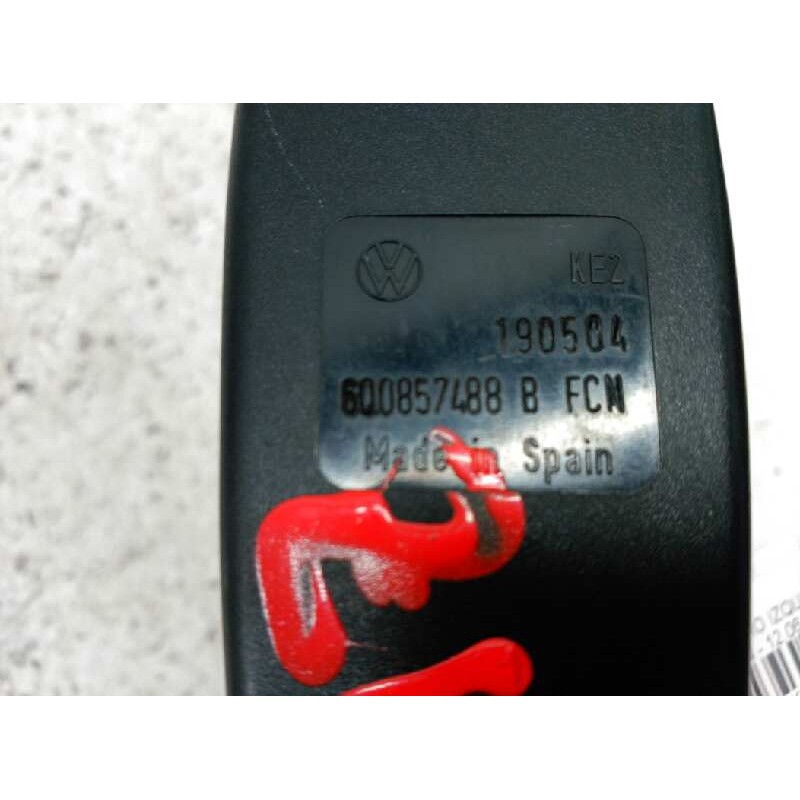 KEZ
190504
6Q0857488 B FCN
Made in Spain